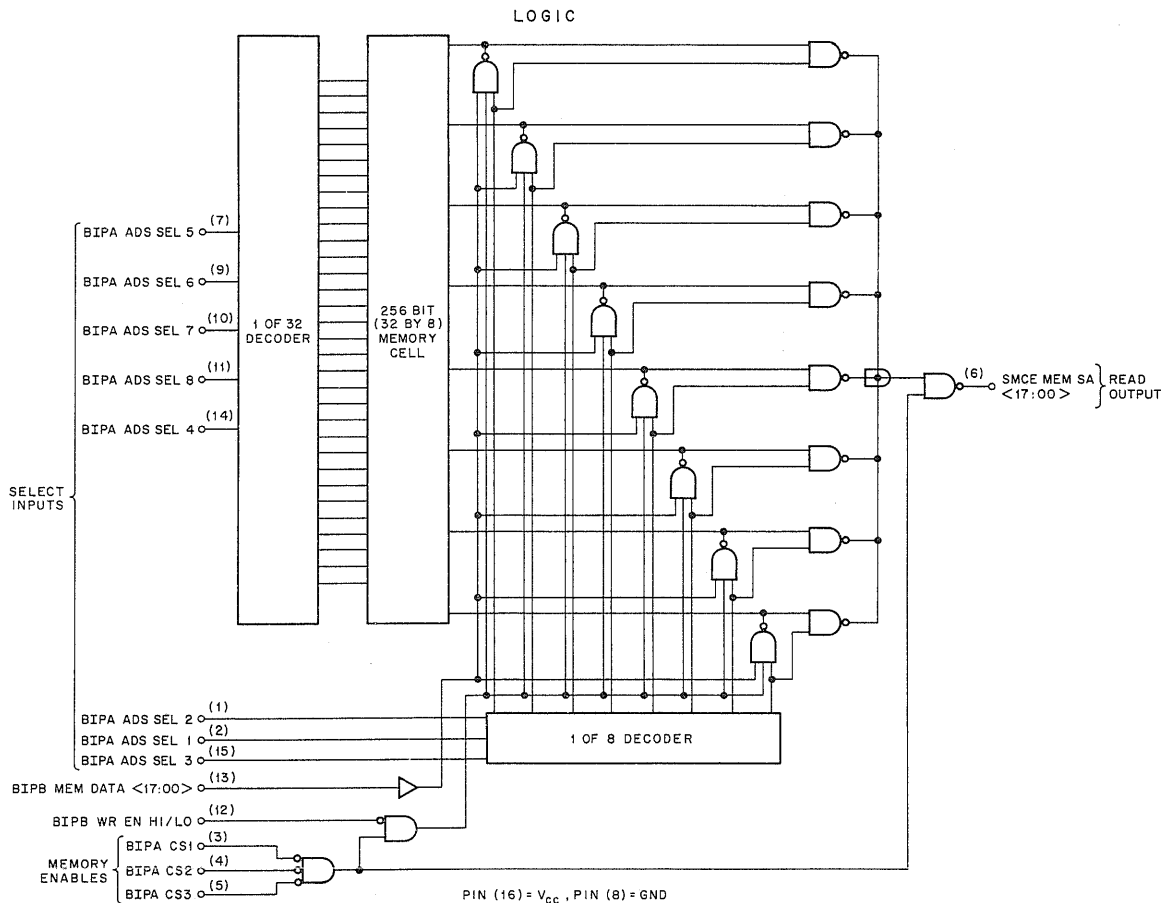 LOGIC
1 OF 32
DECODER
256 BIT
(32 BY 8)
MEMORY
CELL
SELECT
INPUTS
BIPA ADS SEL 5 (7)
BIPA ADS SEL 6 (9)
BIPA ADS SEL 7 (10)
BIPA ADS SEL 8 (11)
BIPA ADS SEL 4 (14)
(6)
SMCE MEM SA
<17:00>
READ
OUTPUT
BIPA ADS SEL 2 (1)
BIPA ADS SEL 1 (2)
BIPA ADS SEL 3 (15)
1 OF 8 DECODER
BIPB MEM DATA <17:00> (13)
BIPB WR EN HI/LO (12)
MEMORY
ENABLES
BIPA CS1 (3)
BIPA CS2 (4)
BIPA CS3 (5)
PIN (16) = VCC, PIN (8) = GND